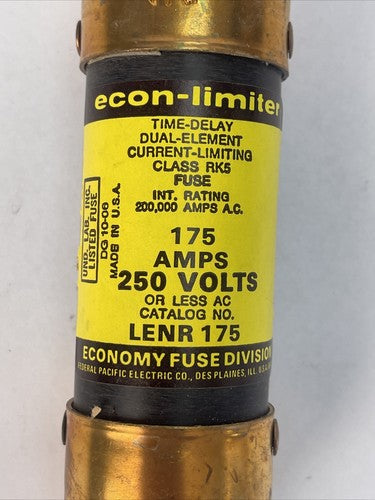 econ-limiter
TIME-DELAY
DUAL-ELEMENT
CURRENT-LIMITING
CLASS RK5
FUSE
INT. RATING
200,000 AMPS A.C.
UND. LAB. INC.
LISTED FUSE
DG 10-06
MADE IN U.S.A.
175
AMPS
250 VOLTS
OR LESS AC
CATALOG NO.
LENR 175
ECONOMY FUSE DIVISION
FEDERAL PACIFIC ELECTRIC CO., DES PLAINES, ILL. U.S.A.